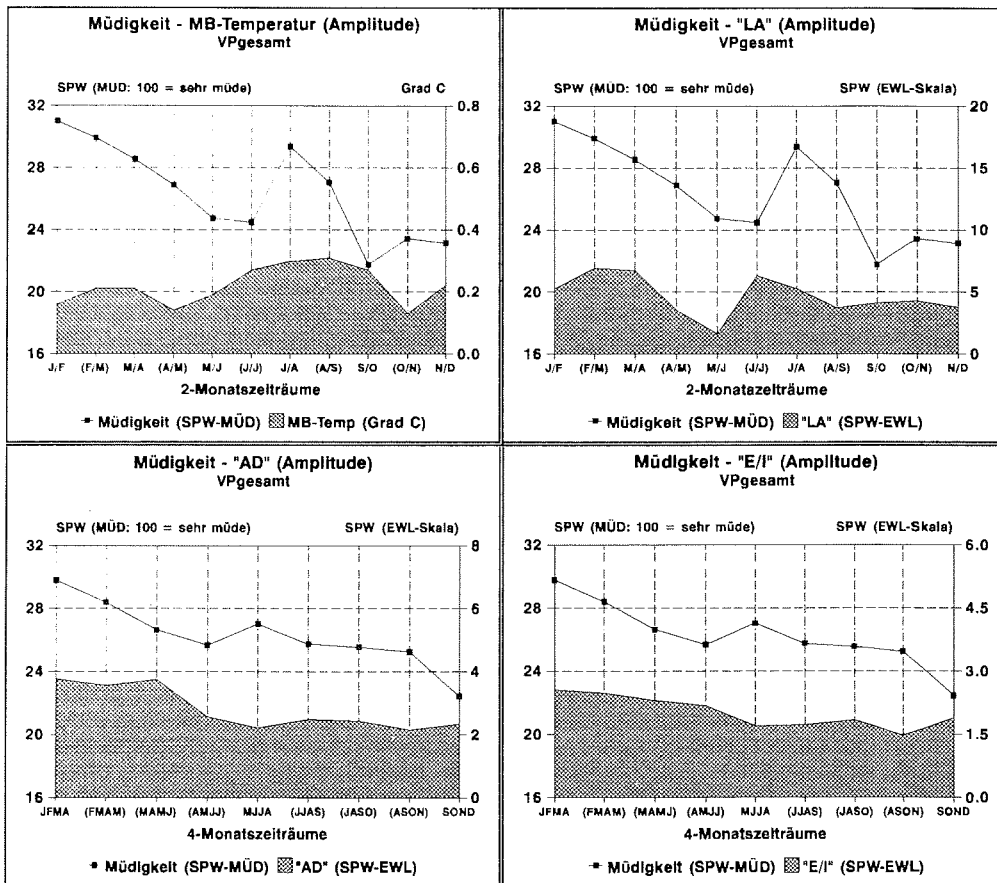 Müdigkeit - MB-Temperatur (Amplitude)
VPgesamt
SPW (MÜD: 100 = sehr müde) Grad C
32 0.8
28 0.6
24 0.4
20 0.2
16 0.0
J/F (F/M) M/A (A/M) M/J (J/J) J/A (A/S) S/O (O/N) N/D
2-Monatszeiträume
Müdigkeit (SPW-MÜD) MB-Temp (Grad C)
Müdigkeit - "LA" (Amplitude)
VPgesamt
SPW (MÜD: 100 = sehr müde) SPW (EWL-Skala)
32 20
28 15
24 10
20 5
16 0
J/F (F/M) M/A (A/M) M/J (J/J) J/A (A/S) S/O (O/N) N/D
2-Monatszeiträume
Müdigkeit (SPW-MÜD) "LA" (SPW-EWL)
Müdigkeit - "AD" (Amplitude)
VPgesamt
SPW (MÜD: 100 = sehr müde) SPW (EWL-Skala)
32 8
28 6
24 4
20 2
16 0
JFMA (FMAM) (MAMJ) (AMJJ) MJJA (JJAS) (JASO) (ASON) SOND
4-Monatszeiträume
Müdigkeit (SPW-MÜD) "AD" (SPW-EWL)
Müdigkeit - "E/I" (Amplitude)
VPgesamt
SPW (MÜD: 100 = sehr müde) SPW (EWL-Skala)
32 6.0
28 4.5
24 3.0
20 1.5
16 0.0
JFMA (FMAM) (MAMJ) (AMJJ) MJJA (JJAS) (JASO) (ASON) SOND
4-Monatszeiträume
Müdigkeit (SPW-MÜD) "E/I" (SPW-EWL)